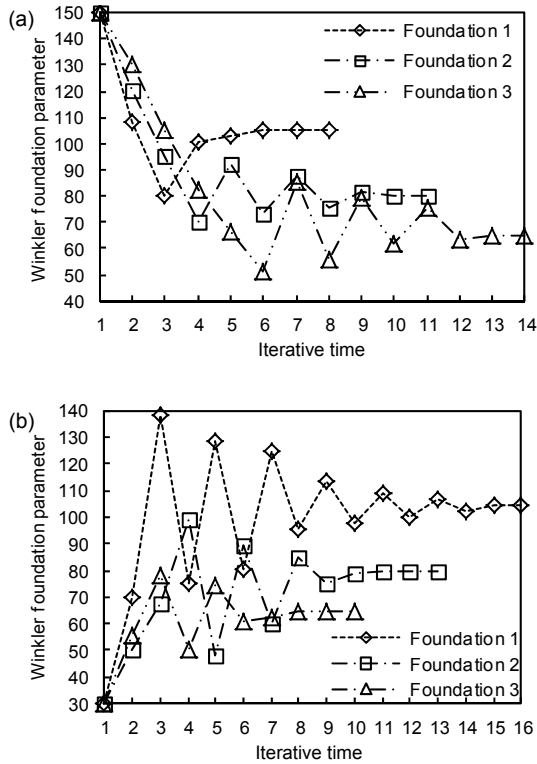 (a)
Winkler foundation parameter
150
140
130
120
110
100
90
80
70
60
50
40
Foundation 1
Foundation 2
Foundation 3
1 2 3 4 5 6 7 8 9 10 11 12 13 14
Iterative time
(b)
Winkler foundation parameter
140
130
120
110
100
90
80
70
60
50
40
30
Foundation 1
Foundation 2
Foundation 3
1 2 3 4 5 6 7 8 9 10 11 12 13 14 15 16
Iterative time